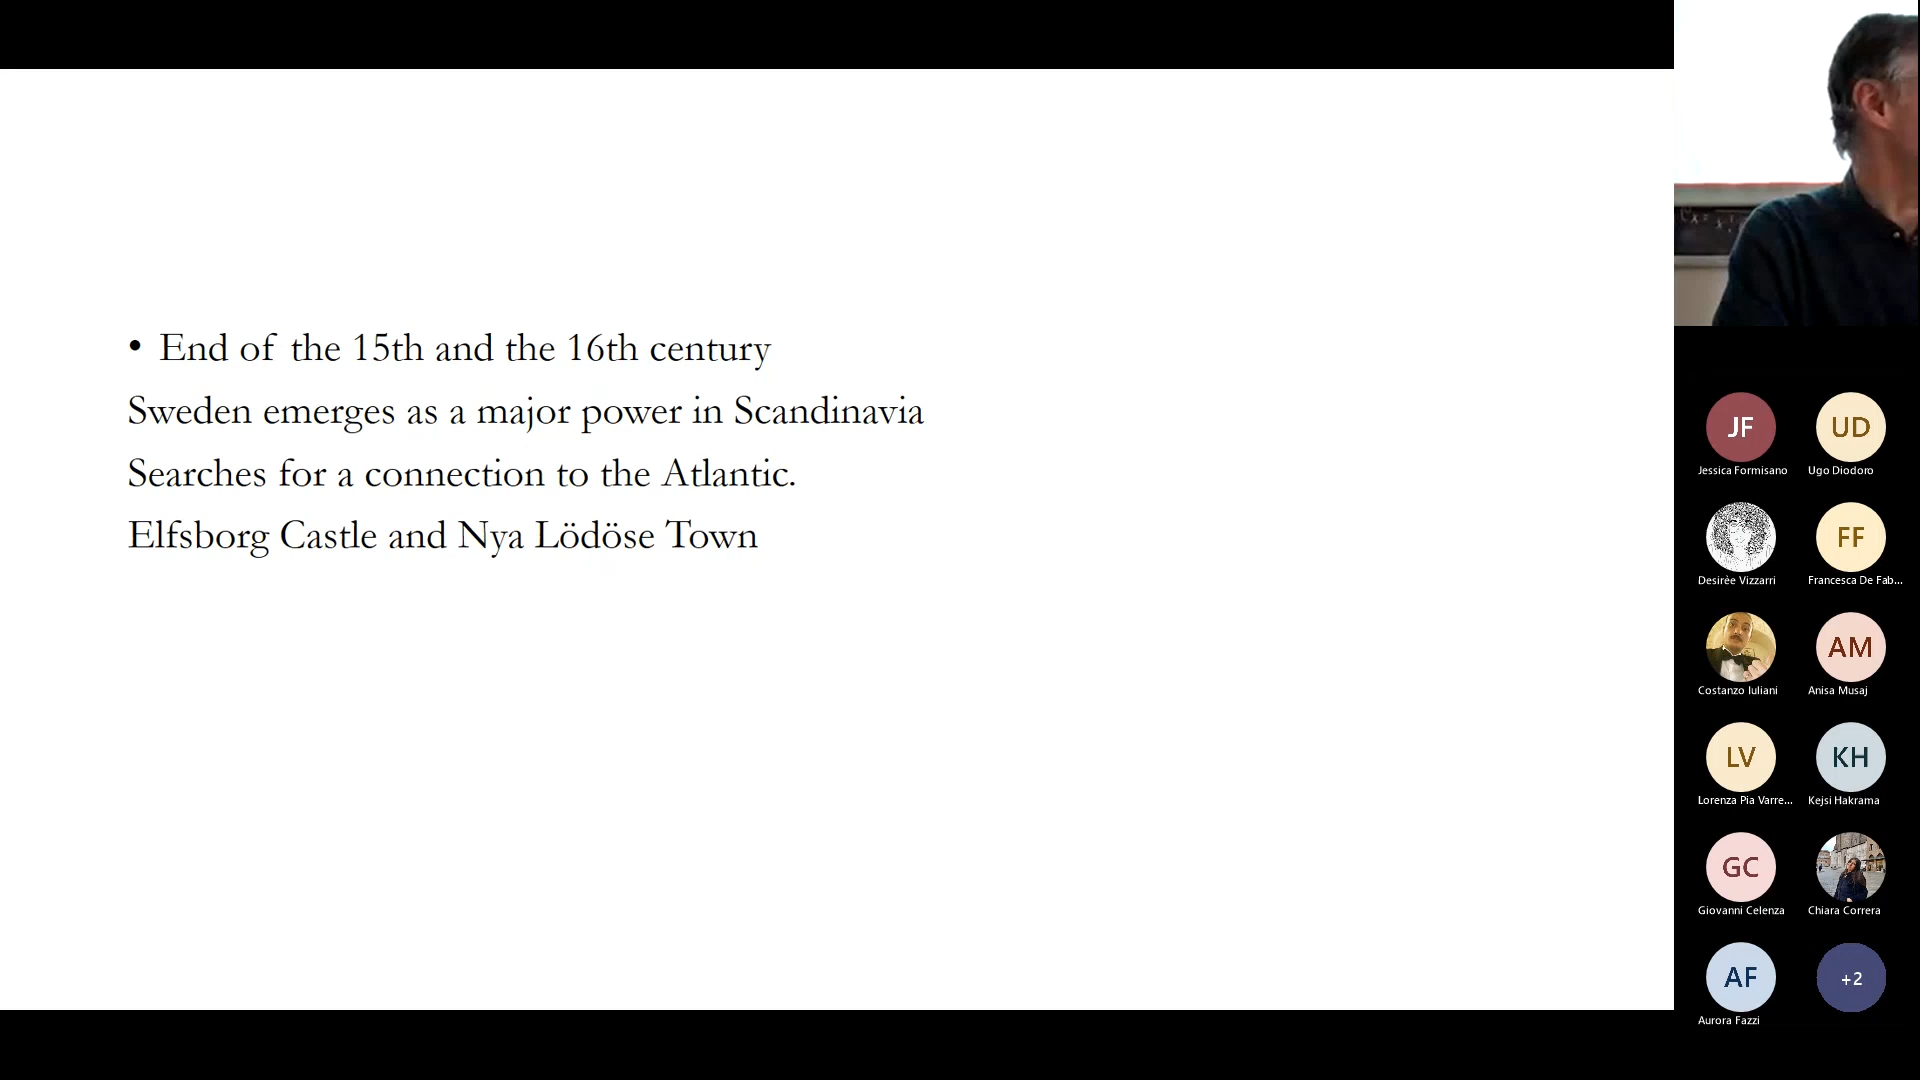 • End of the 15th and the 16th century
Sweden emerges as a major power in Scandinavia
Searches for a connection to the Atlantic.
Elfsborg Castle and Nya Lödöse Town
JF
UD
Jessica Formisano
Ugo Diodoro
FF
Desirèe Vizzarri
Francesca De Fab...
AM
Costanzo Iuliani
Anisa Musaj
LV
KH
Lorenza Pia Varre...
Kejsi Hakrama
GC
Giovanni Celenza
Chiara Correra
AF
+2
Aurora Fazzi